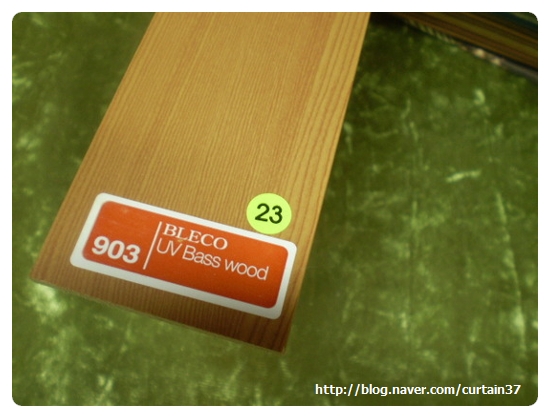 23
BLECO
903
UV Bass wood
http://blog.naver.com/curtain37